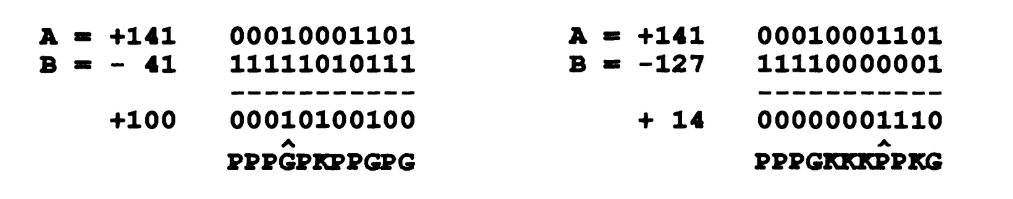 A = +141 00010001101
B = - 41 11111010111
-----------
+100 00010100100
^
PPPGPKPPGPG
A = +141 00010001101
B = -127 11110000001
-----------
+ 14 00000001110
^
PPPGKKKPPKG